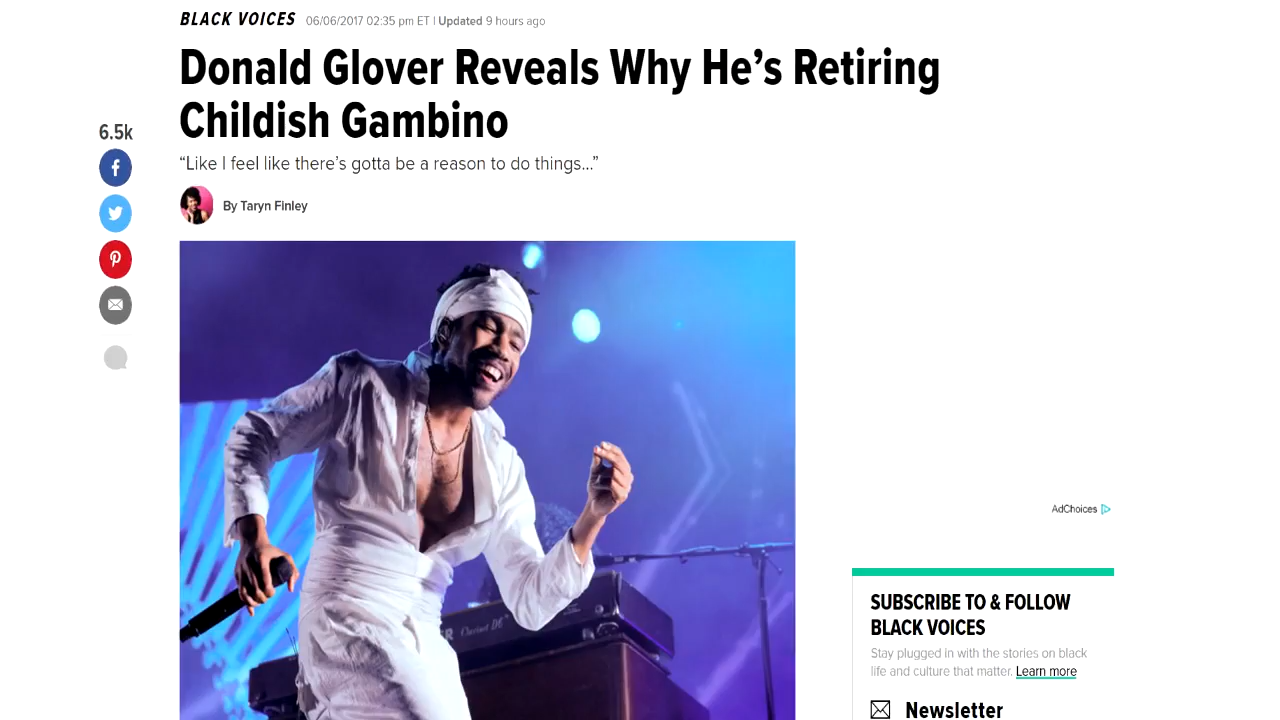 BLACK VOICES 06/06/2017 02:35 pm ET | Updated 9 hours ago
Donald Glover Reveals Why He’s Retiring
Childish Gambino
“Like I feel like there’s gotta be a reason to do things...”
By Taryn Finley
6.5k
Clarinet D6
AdChoices
SUBSCRIBE TO & FOLLOW
BLACK VOICES
Stay plugged in with the stories on black
life and culture that matter. Learn more
Newsletter